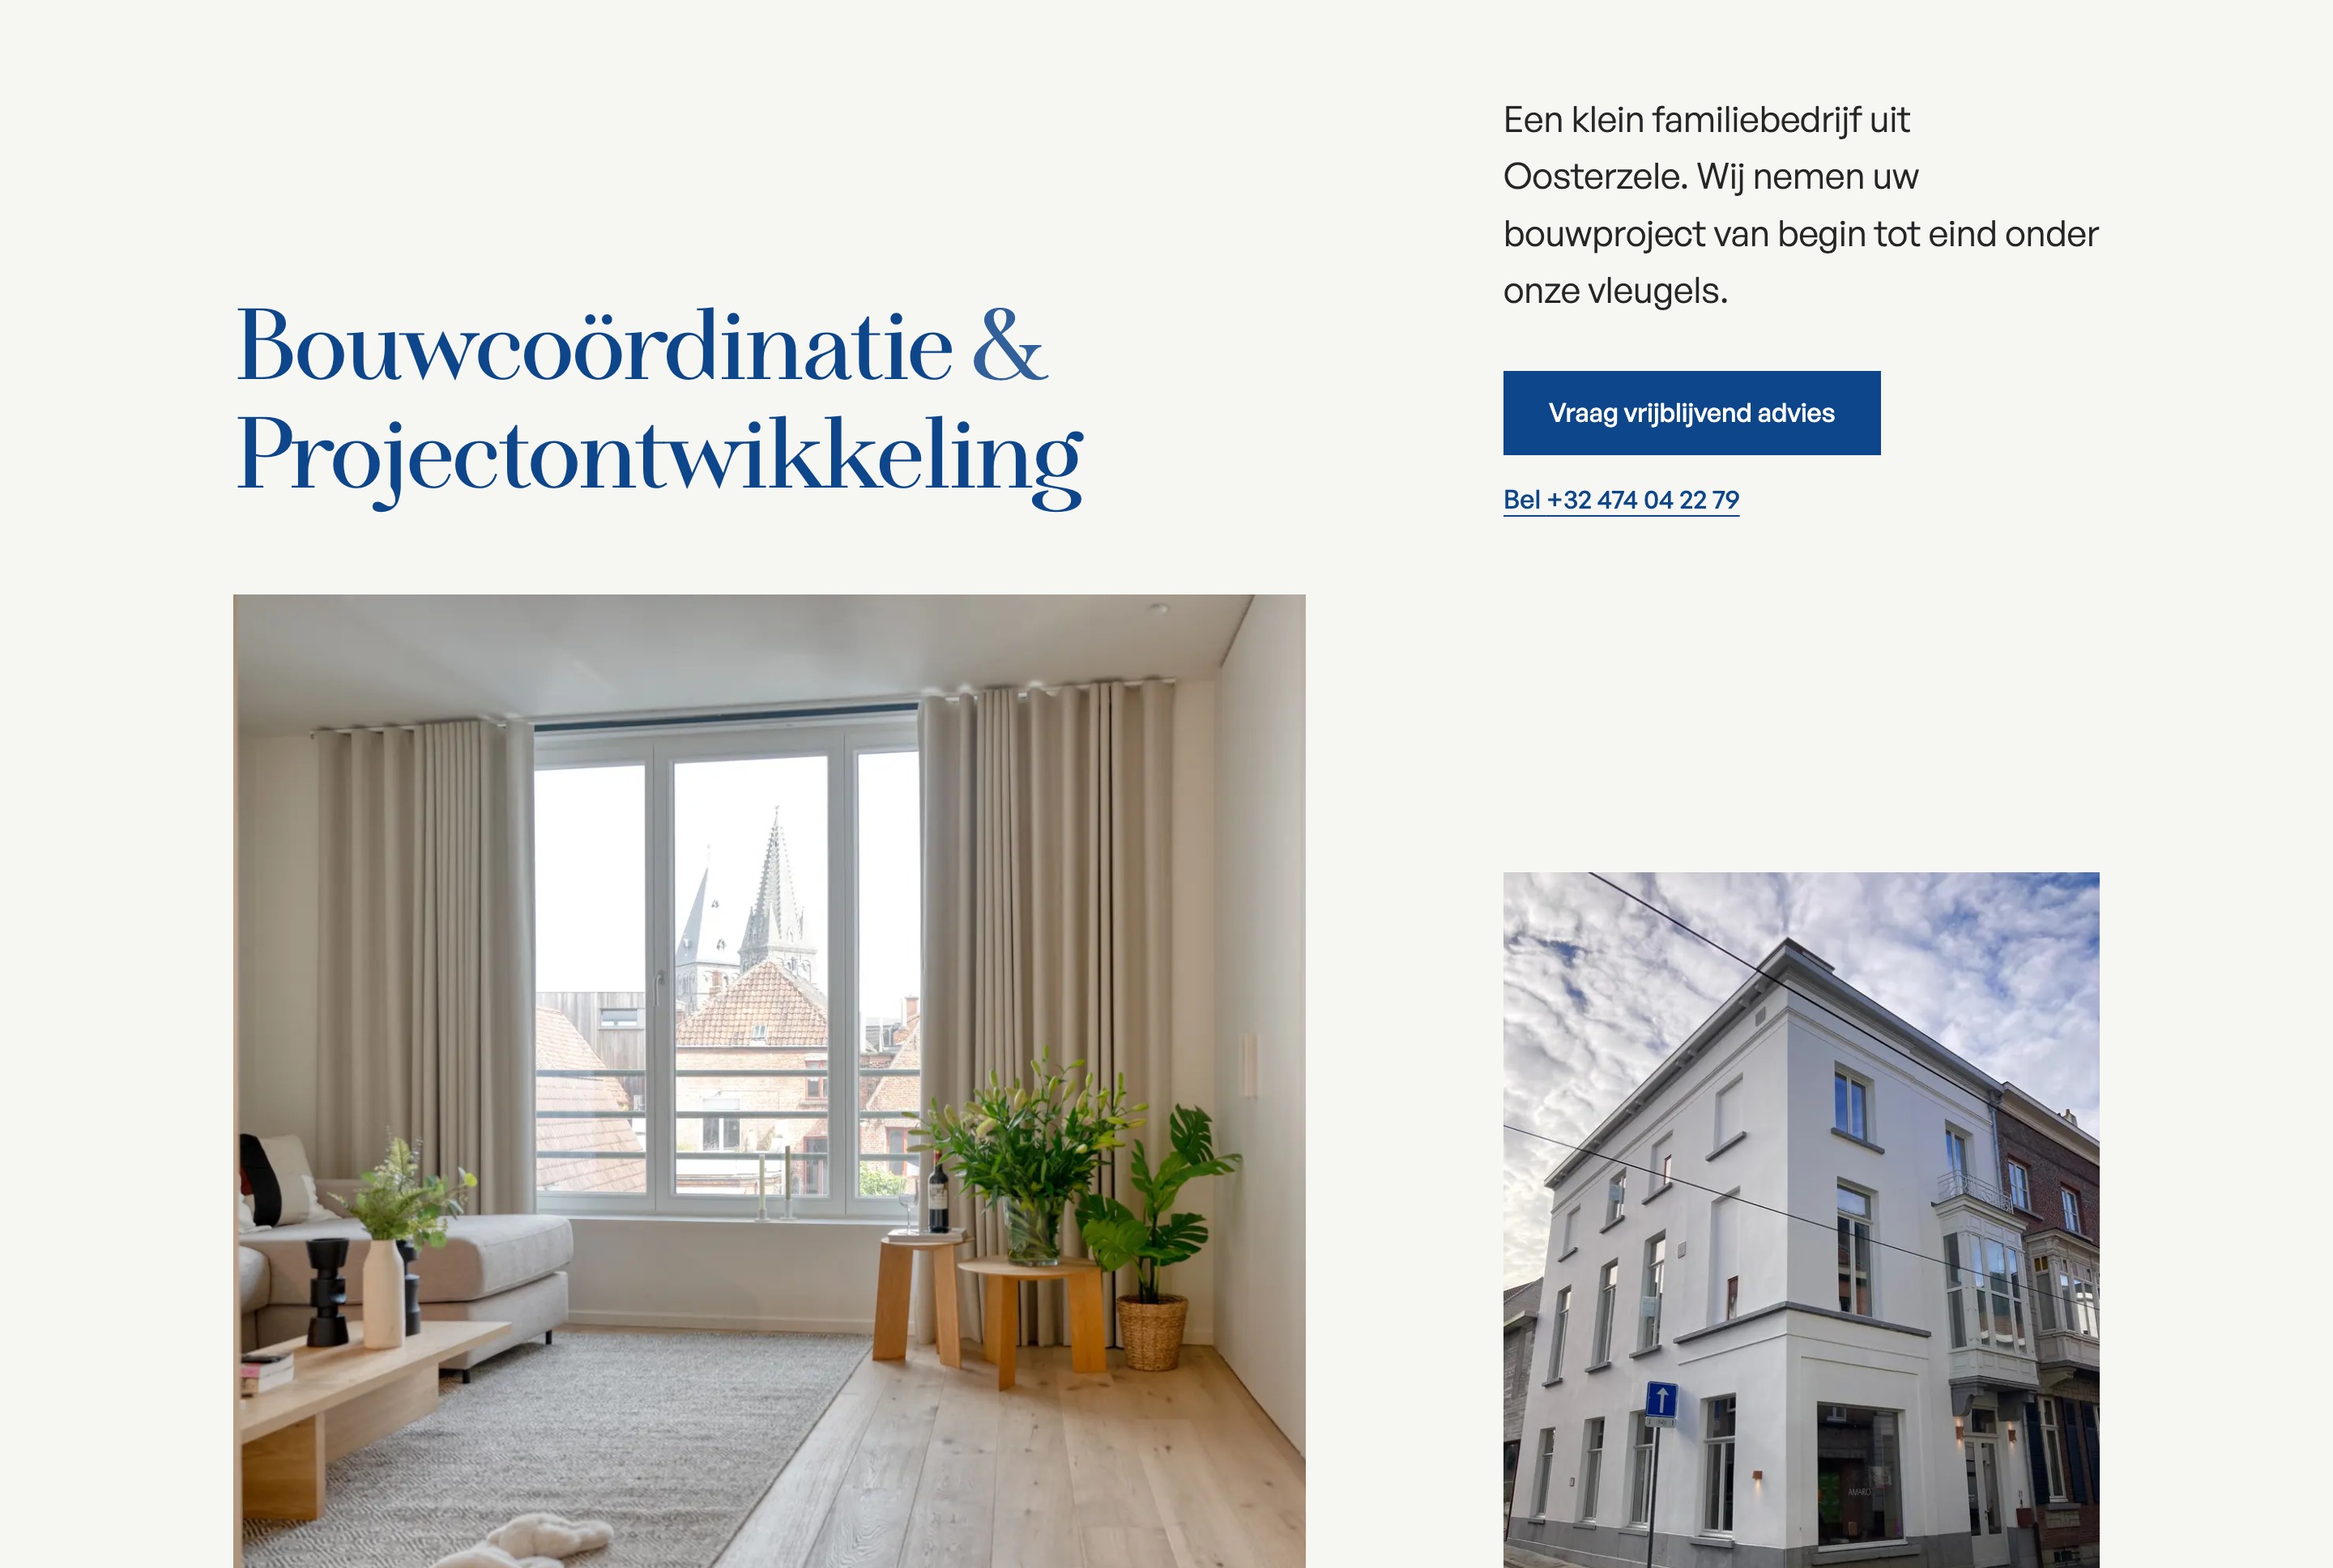 Bouwcoördinatie &
Projectontwikkeling
Een klein familiebedrijf uit
Oosterzele. Wij nemen uw
bouwproject van begin tot eind onder
onze vleugels.
Vraag vrijblijvend advies
Bel +32 474 04 22 79
AMARO